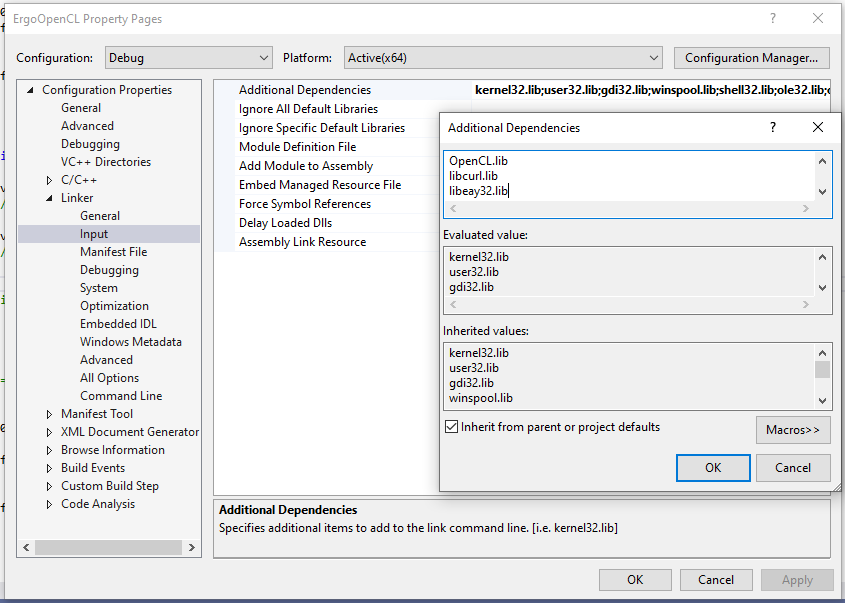 ErgoOpenCL Property Pages
Configuration: Debug Platform: Active(x64) Configuration Manager...
Configuration Properties
General
Advanced
Debugging
VC++ Directories
C/C++
Linker
General
Input
Manifest File
Debugging
System
Optimization
Embedded IDL
Windows Metadata
Advanced
All Options
Command Line
Manifest Tool
XML Document Generator
Browse Information
Build Events
Custom Build Step
Code Analysis
Additional Dependencies kernel32.lib;user32.lib;gdi32.lib;winspool.lib;shell32.lib;ole32.lib;
Ignore All Default Libraries
Ignore Specific Default Libraries
Module Definition File
Add Module to Assembly
Embed Managed Resource File
Force Symbol References
Delay Loaded Dlls
Assembly Link Resource
Additional Dependencies
OpenCL.lib
libcurl.lib
libeay32.lib
Evaluated value:
kernel32.lib
user32.lib
gdi32.lib
Inherited values:
kernel32.lib
user32.lib
gdi32.lib
winspool.lib
Inherit from parent or project defaults
Macros>>
OK Cancel
Additional Dependencies
Specifies additional items to add to the link command line. [i.e. kernel32.lib]
OK Cancel Apply